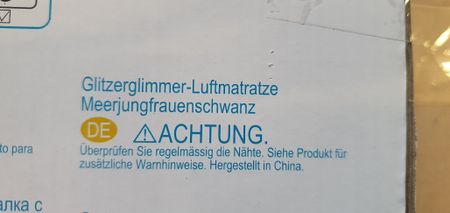 Glitzerglimmer-Luftmatratze
Meerjungfrauenschwanz
DE ⚠ACHTUNG.
Überprüfen Sie regelmässig die Nähte. Siehe Produkt für
zusätzliche Warnhinweise. Hergestellt in China.
to para
алка с